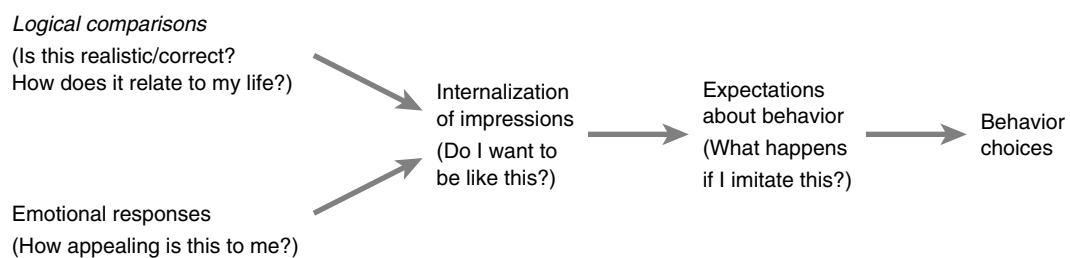 Logical comparisons
(Is this realistic/correct?
How does it relate to my life?)
Internalization
of impressions
(Do I want to
be like this?)
Expectations
about behavior
(What happens
if I imitate this?)
Behavior
choices
Emotional responses
(How appealing is this to me?)